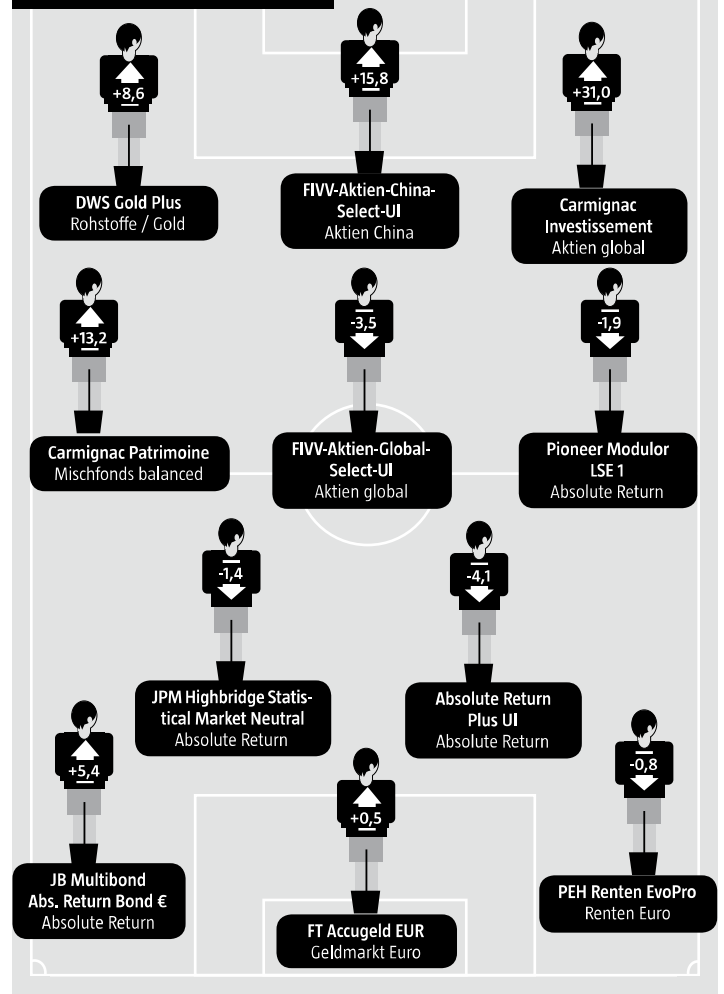 +8,6
DWS Gold Plus
Rohstoffe / Gold
+15,8
FIVV-Aktien-China-
Select-UI
Aktien China
+31,0
Carmignac
Investissement
Aktien global
+13,2
Carmignac Patrimoine
Mischfonds balanced
-3,5
FIVV-Aktien-Global-
Select-UI
Aktien global
-1,9
Pioneer Modulor
LSE 1
Absolute Return
-1,4
JPM Highbridge Statis-
tical Market Neutral
Absolute Return
-4,1
Absolute Return
Plus UI
Absolute Return
+5,4
JB Multibond
Abs. Return Bond €
Absolute Return
+0,5
FT Accugeld EUR
Geldmarkt Euro
-0,8
PEH Renten EvoPro
Renten Euro